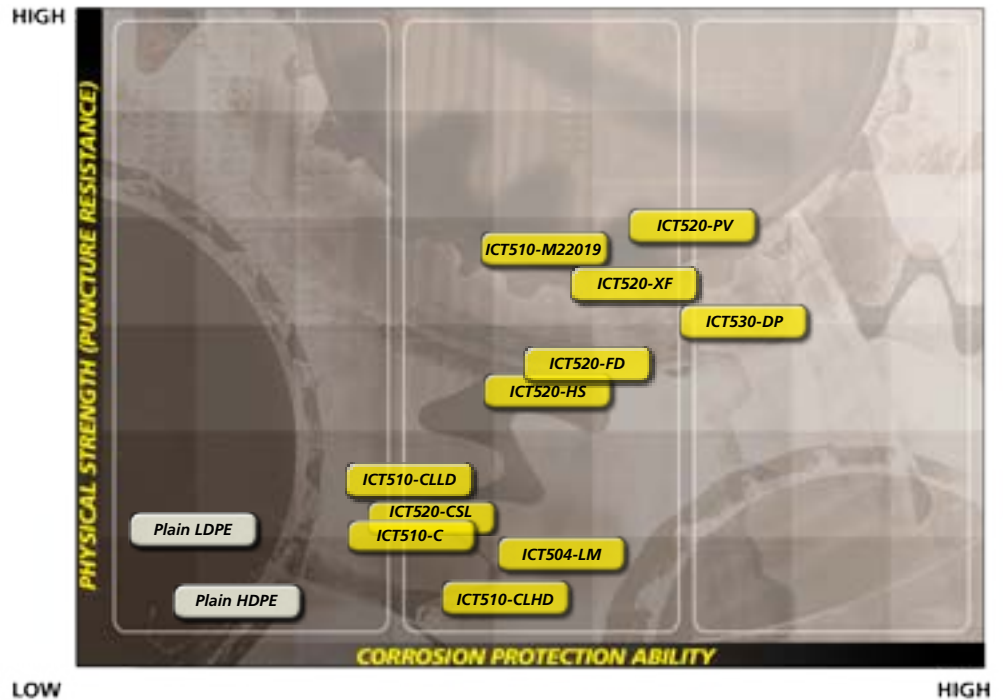 HIGH
PHYSICAL STRENGTH (PUNCTURE RESISTANCE)
ICT520-PV
ICT510-M22019
ICT520-XF
ICT530-DP
ICT520-FD
ICT520-HS
ICT510-CLLD
ICT520-CSL
Plain LDPE
ICT510-C
ICT504-LM
Plain HDPE
ICT510-CLHD
CORROSION PROTECTION ABILITY
LOW
HIGH